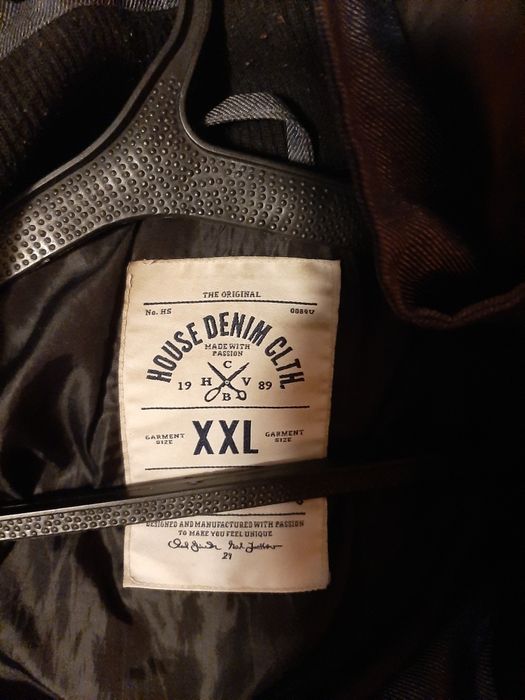 THE ORIGINAL
No. HS
HOUSE DENIM CLTH.
MADE WITH
PASSION
C
19 H V 89
B
GARMENT
SIZE
XXL
GARMENT
SIZE
DESIGNED AND MANUFACTURED WITH PASSION
TO MAKE YOU FEEL UNIQUE